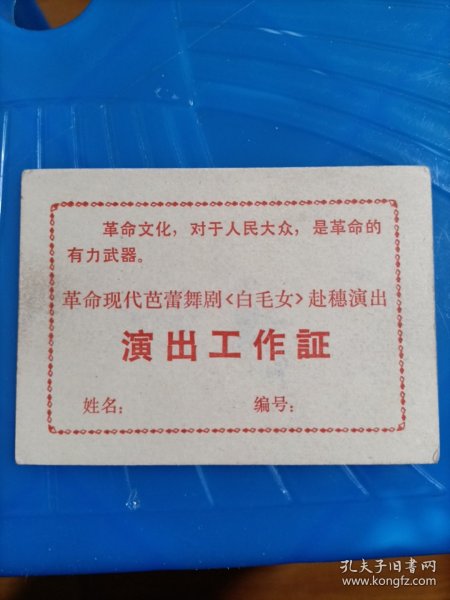 革命文化，对于人民大众，是革命的
有力武器。
革命现代芭蕾舞剧<白毛女>赴穗演出
演出工作証
姓名： 编号：
孔夫子旧书网
www.kongfz.com